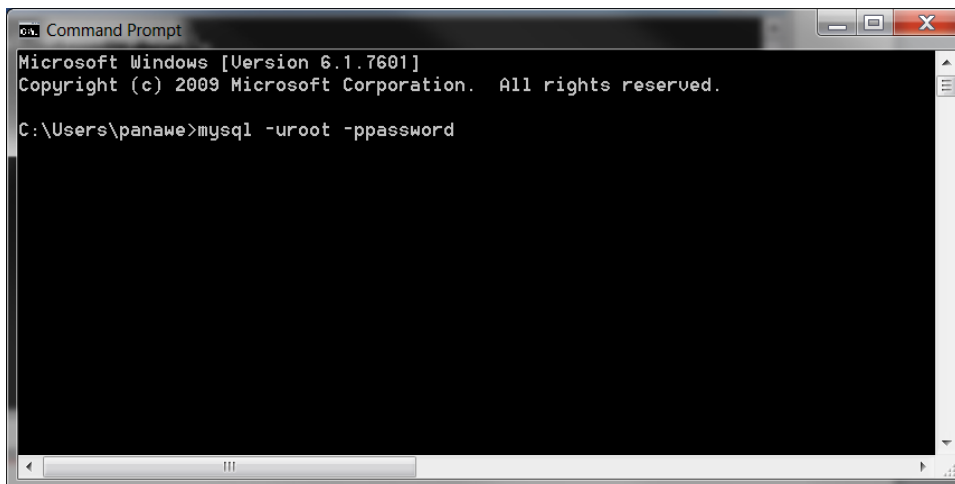 Command Prompt
Microsoft Windows [Version 6.1.7601]
Copyright (c) 2009 Microsoft Corporation.  All rights reserved.
C:\Users\panawe>mysql -uroot -ppassword